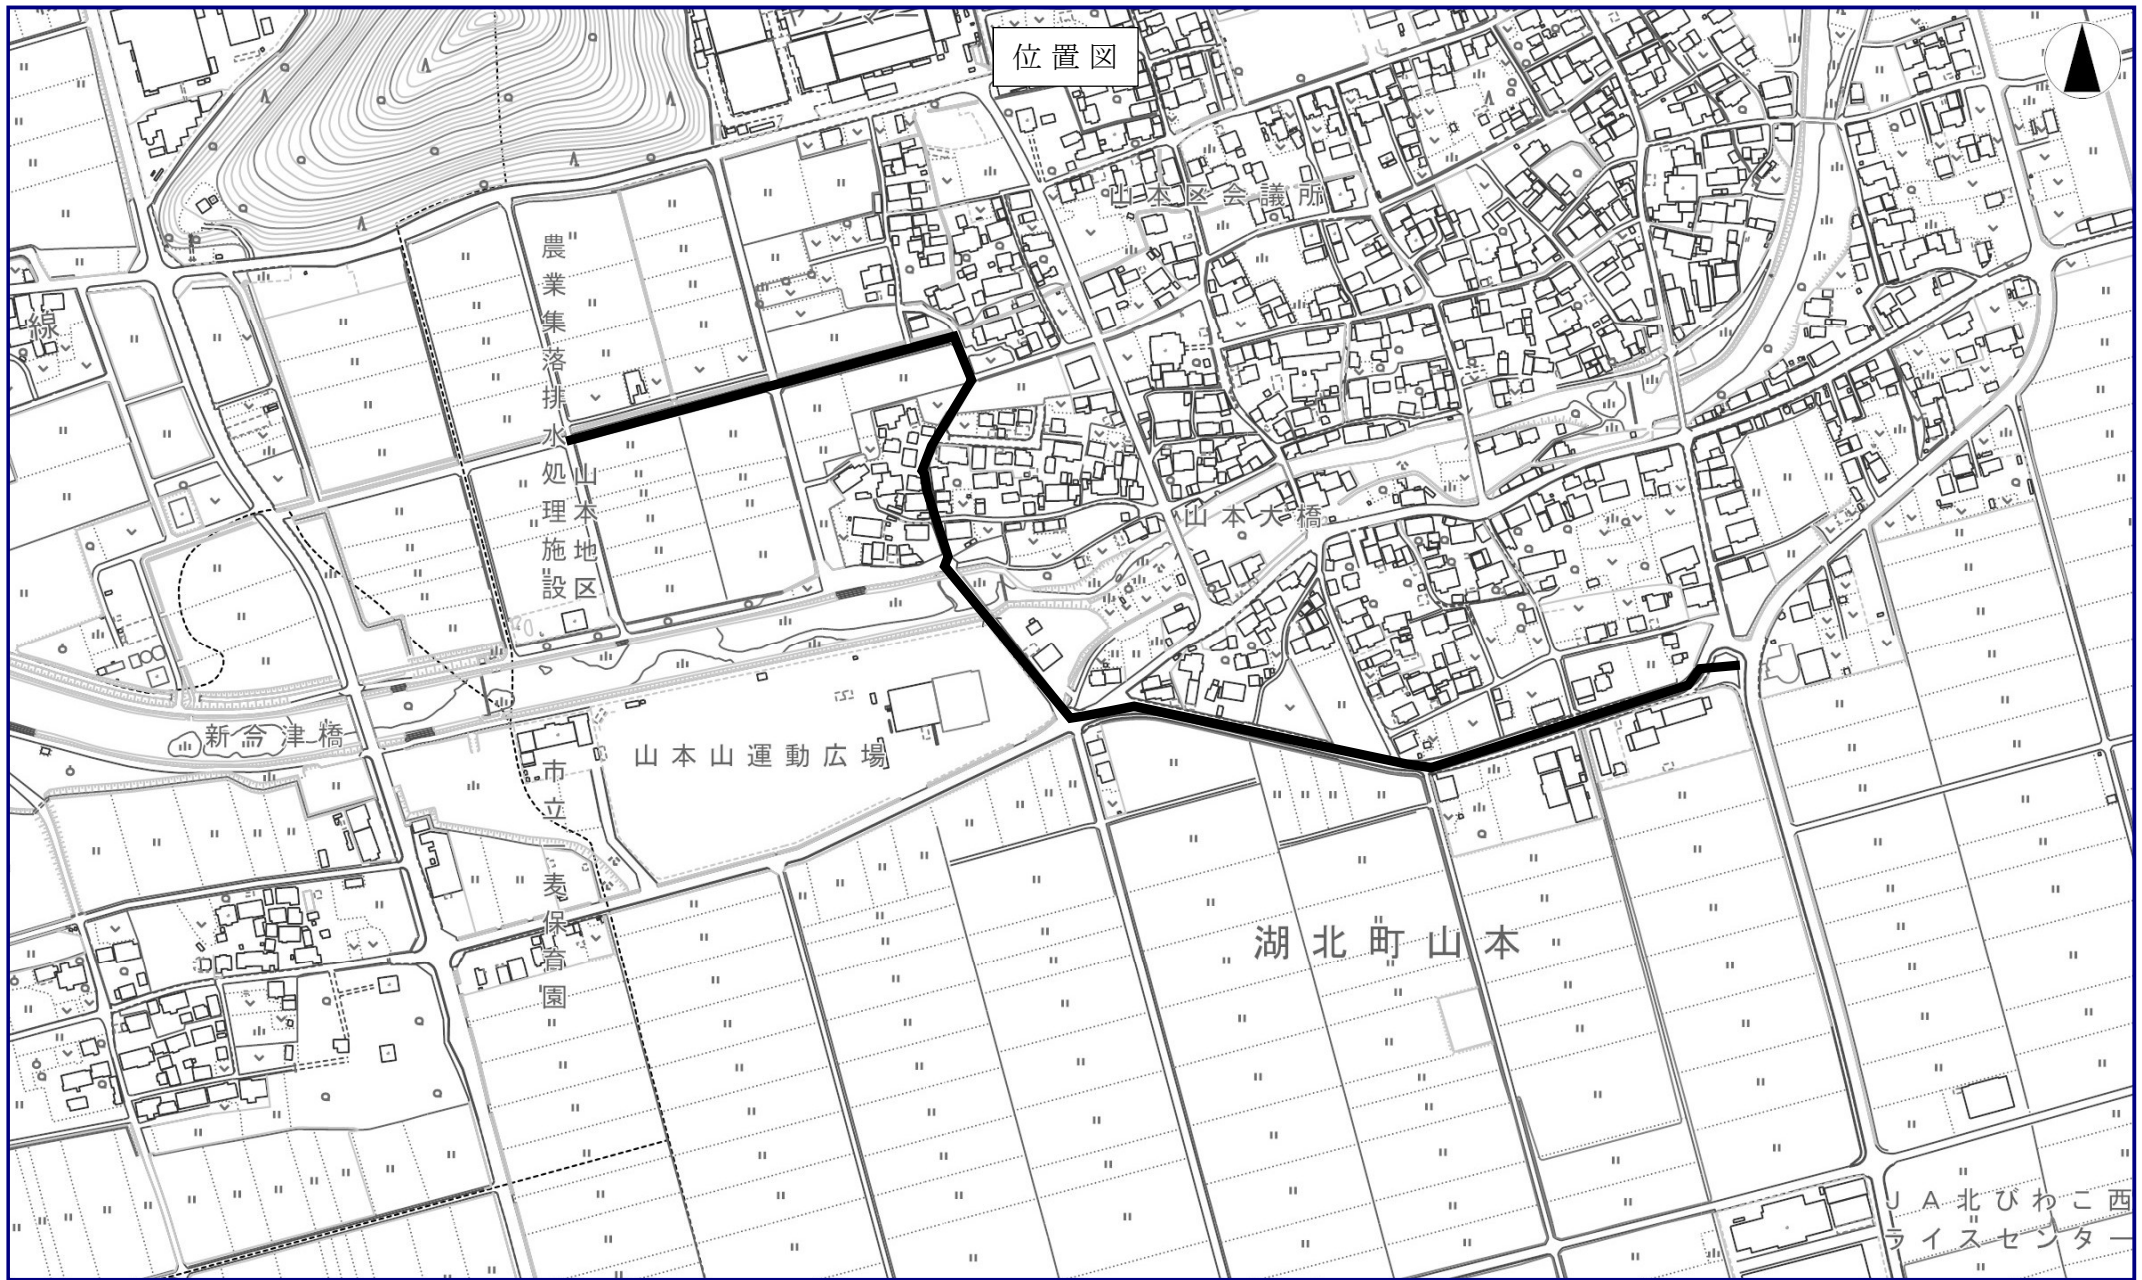 位置図
山本区会議所
線
農業集落排水処理施設
山本地区
山本大橋
新斉津橋
山本山運動広場
市立
麦保育園
湖北町山本
JA北びわこ西
ライスセンター